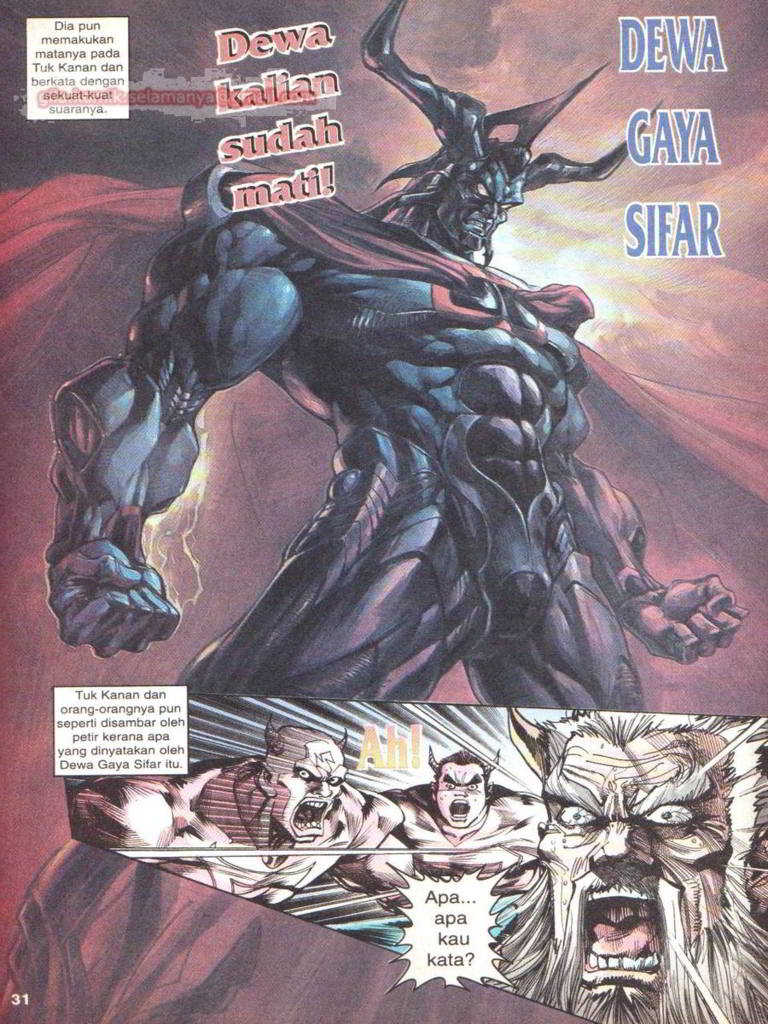 Dia pun
memakukan
matanya pada
Tuk Kanan dan
berkata dengan
sekuat-kuat
suaranya.
Dewa
kalian
sudah
mati!
DEWA
GAYA
SIFAR
Tuk Kanan dan
orang-orangnya pun
seperti disambar oleh
petir kerana apa
yang dinyatakan oleh
Dewa Gaya Sifar itu.
Ah!
Apa...
apa
kau
kata?
31